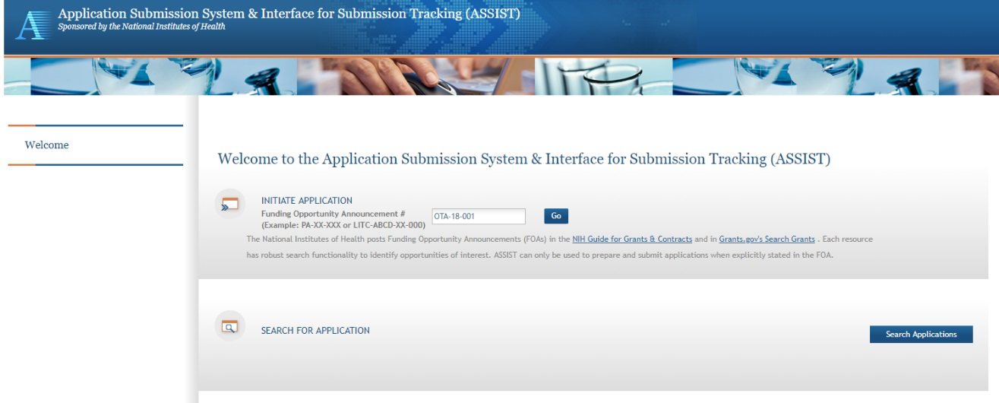 A
Application Submission System & Interface for Submission Tracking (ASSIST)
Sponsored by the National Institutes of Health
Welcome
Welcome to the Application Submission System & Interface for Submission Tracking (ASSIST)
INITIATE APPLICATION
Funding Opportunity Announcement #
(Example: PA-XX-XXX or LITC-ABCD-XX-000)
OTA-18-001
Go
The National Institutes of Health posts Funding Opportunity Announcements (FOAs) in the NIH Guide for Grants & Contracts and in Grants.gov's Search Grants . Each resource
has robust search functionality to identify opportunities of interest. ASSIST can only be used to prepare and submit applications when explicitly stated in the FOA.
SEARCH FOR APPLICATION
Search Applications